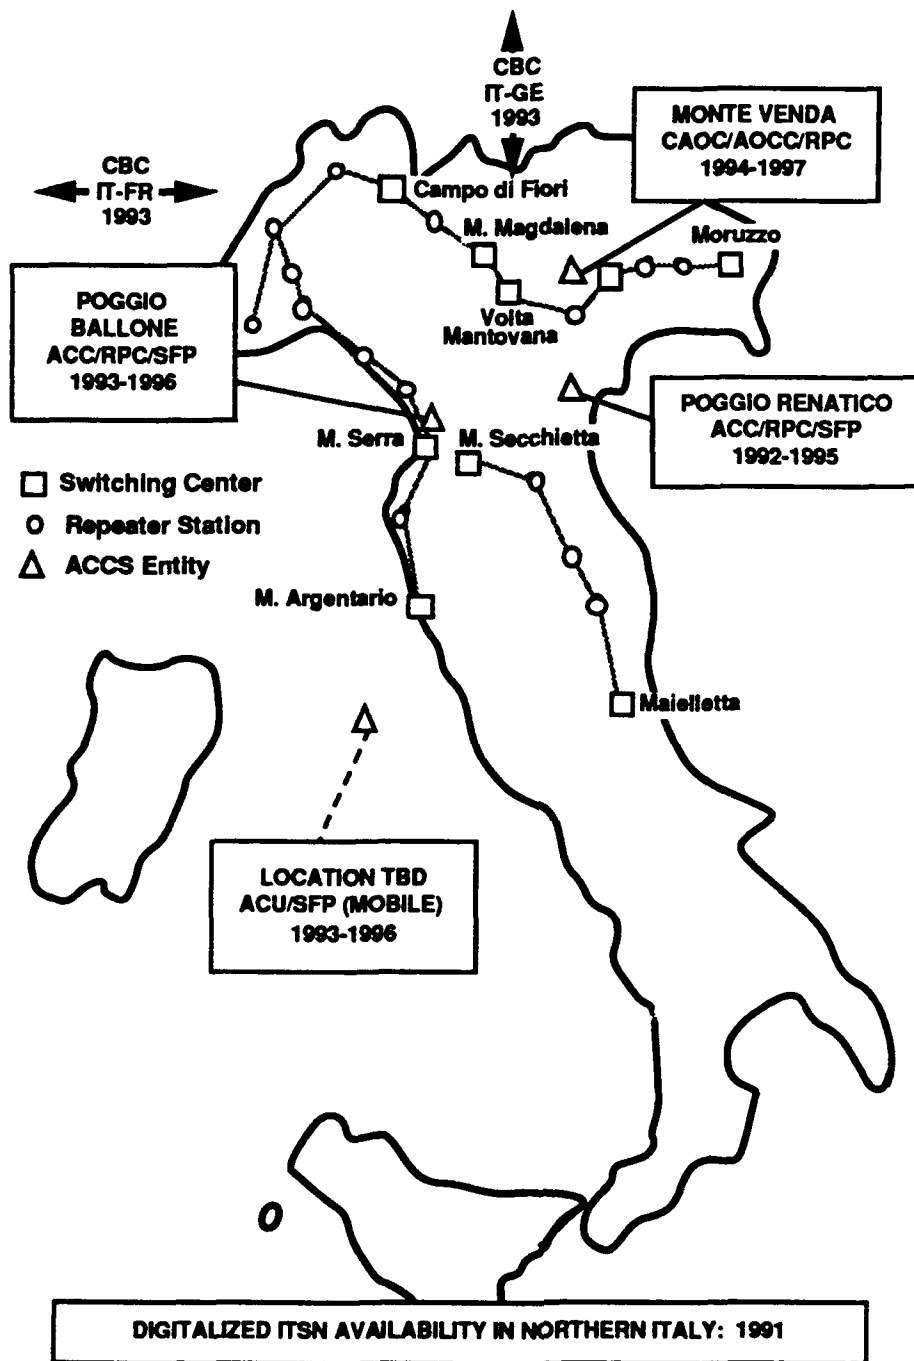 CBC
IT-GE
1993
MONTE VENDA
CAOC/AOCC/RPC
1994-1997
CBC
IT-FR
1993
Campo di Fiori
M. Magdalena
Moruzzo
POGGIO
BALLONE
ACC/RPC/SFP
1993-1996
Volta
Mantovana
POGGIO RENATICO
ACC/RPC/SFP
1992-1995
M. Serra
M. Secchietta
Switching Center
Repeater Station
ACCS Entity
M. Argentario
Maielletta
LOCATION TBD
ACU/SFP (MOBILE)
1993-1996
DIGITALIZED ITSN AVAILABILITY IN NORTHERN ITALY: 1991